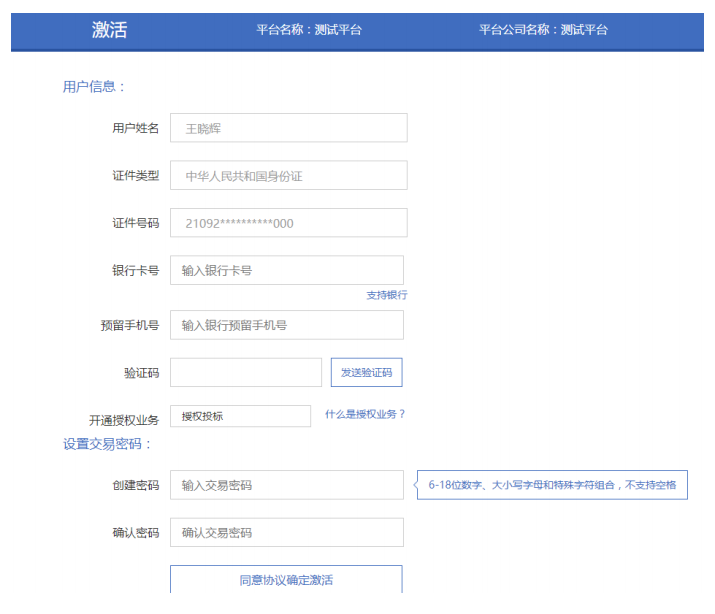 激活 平台名称：测试平台 平台公司名称：测试平台
用户信息：
用户姓名 王晓辉
证件类型 中华人民共和国身份证
证件号码 21092**********000
银行卡号 输入银行卡号
支持银行
预留手机号 输入银行预留手机号
验证码 发送验证码
开通授权业务 授权投标 什么是授权业务？
设置交易密码：
创建密码 输入交易密码 6-18位数字、大小写字母和特殊字符组合，不支持空格
确认密码 确认交易密码
同意协议确定激活